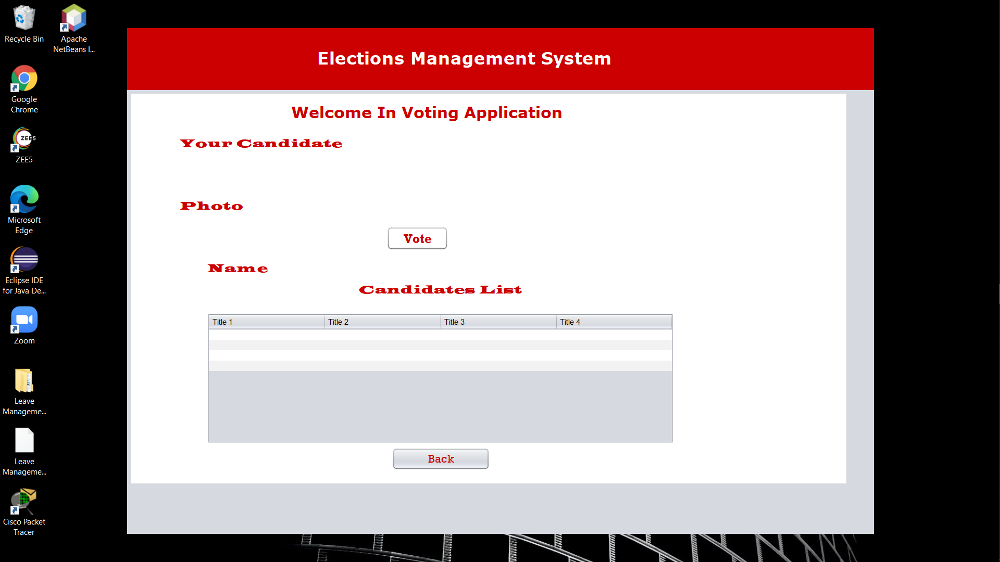 Recycle Bin
Apache
NetBeans I...
Google
Chrome
ZEE5
ZEE5
Microsoft
Edge
Eclipse IDE
for Java De...
Zoom
Leave
Manageme...
Leave
Manageme...
Cisco Packet
Tracer
Elections Management System
Welcome In Voting Application
Your Candidate
Photo
Vote
Name
Candidates List
Title 1 Title 2 Title 3 Title 4
Back